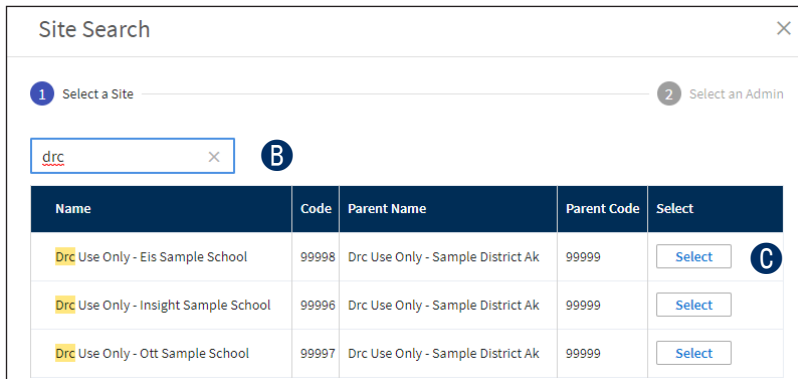 Site Search
1 Select a Site 2 Select an Admin
drc B
Name Code Parent Name Parent Code Select
Drc Use Only - Eis Sample School 99998 Drc Use Only - Sample District Ak 99999 Select C
Drc Use Only - Insight Sample School 99996 Drc Use Only - Sample District Ak 99999 Select
Drc Use Only - Ott Sample School 99997 Drc Use Only - Sample District Ak 99999 Select